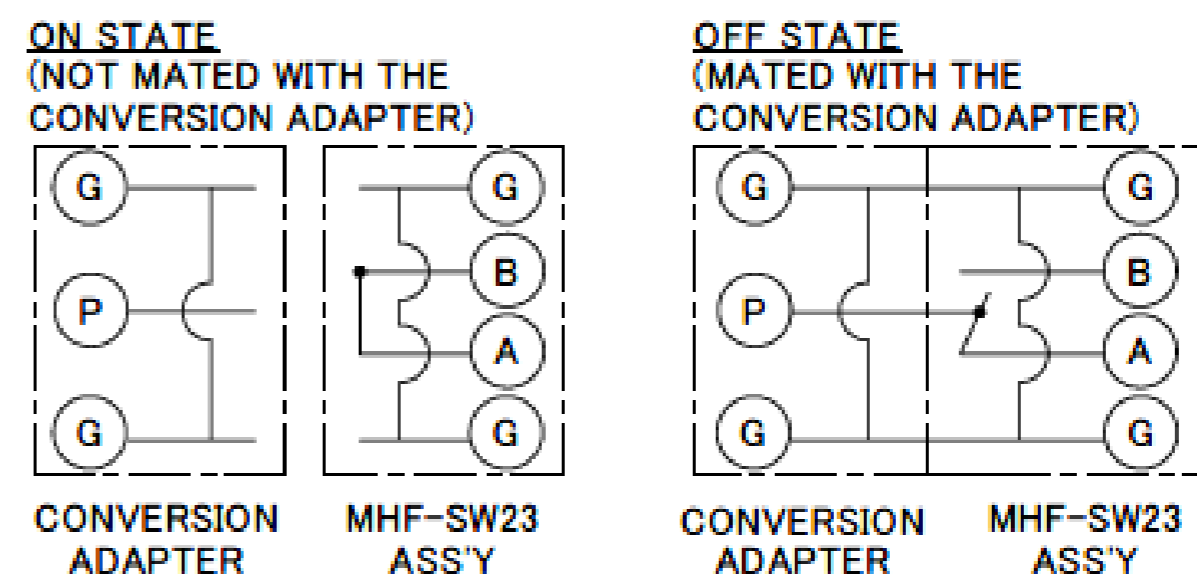 ON STATE
(NOT MATED WITH THE
CONVERSION ADAPTER)
G
P
G
G
B
A
G
CONVERSION
ADAPTER
MHF-SW23
ASS'Y
OFF STATE
(MATED WITH THE
CONVERSION ADAPTER)
G
P
G
G
B
A
G
CONVERSION
ADAPTER
MHF-SW23
ASS'Y